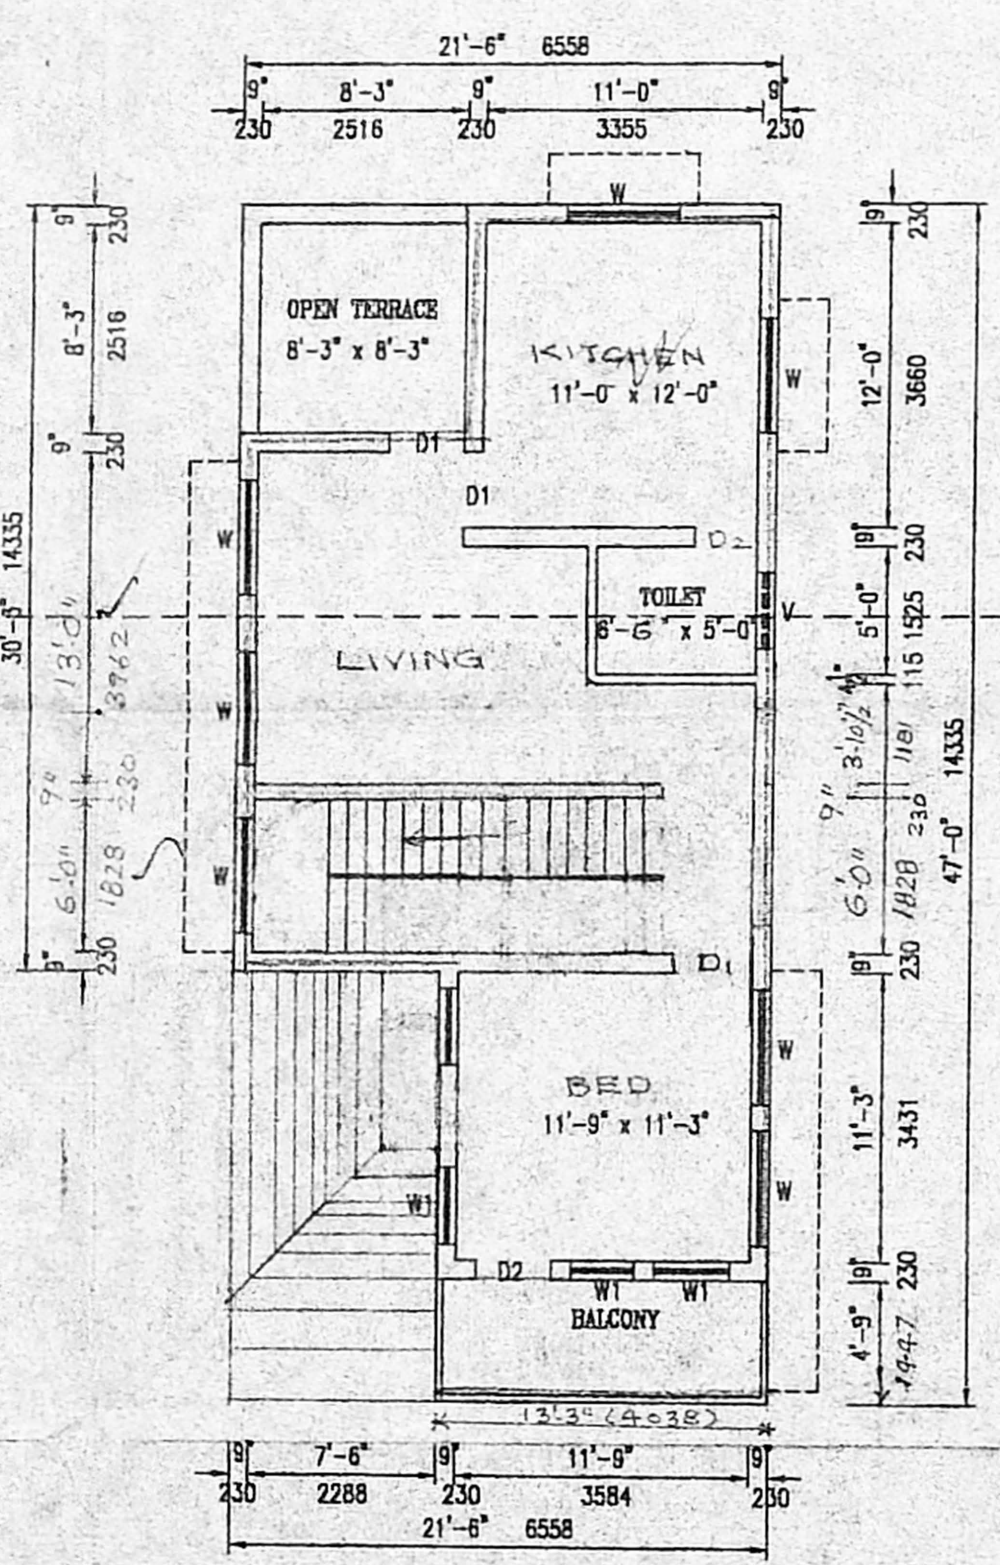 21'-6" 6558
9" 8'-3" 9" 11'-0" 9"
230 2516 230 3355 230
W
9" 230
8'-3" 2516
9" 230
30'-3" 14335
13'0" 3962
9" 230
6'0" 1828
9" 230
OPEN TERRACE
8'-3" x 8'-3"
KITCHEN
11'-0 x 12'-0"
W
D1
D1
D2
W
TOILET
6'-6" x 5'-0"
V
LIVING
W
W
D1
BED
11'-9" x 11'-3"
W
W
W1
D2
W1 W1
BALCONY
9" 230
12'-0" 3660
9" 230
5'-0" 1525
115
3'-10½" 1181
9" 230
6'0" 1828
9" 230
11'-3" 3431
9" 230
4'-9" 1447
47'-0" 14335
13'3" (4038)
9" 7'-6" 9" 11'-9" 9"
230 2288 230 3584 230
21'-6" 6558